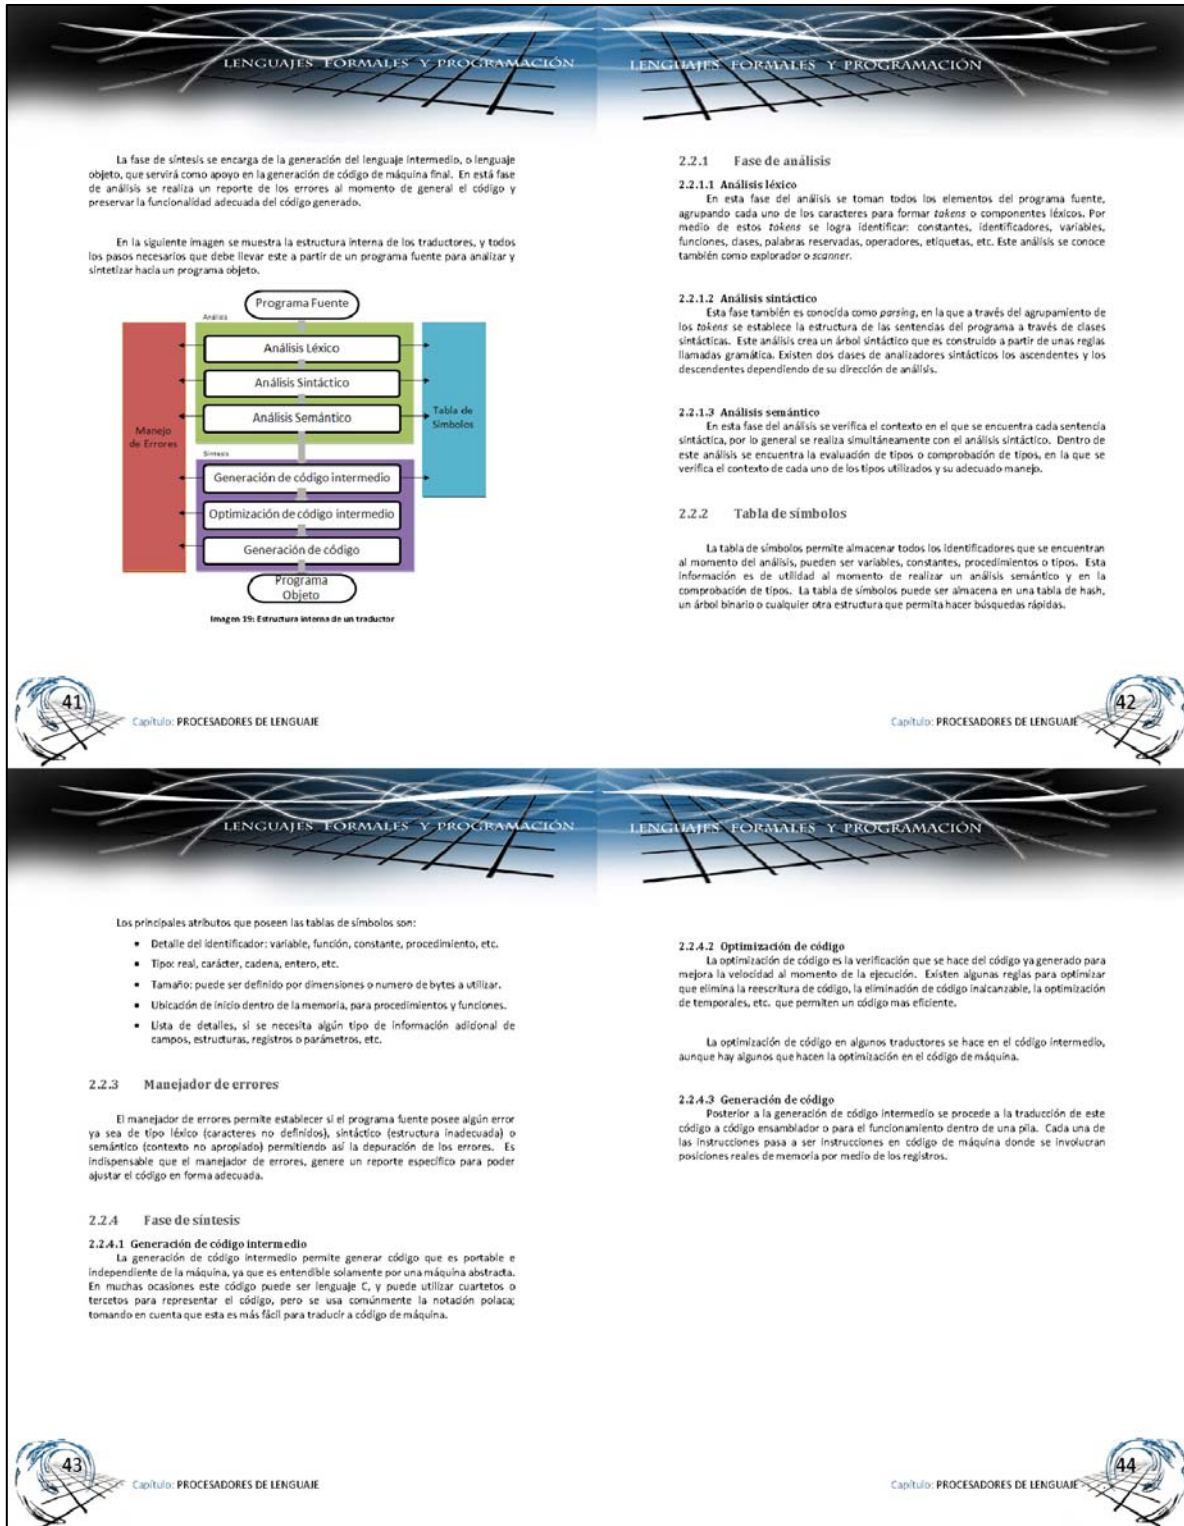 LENGUAJES FORMALES Y PROGRAMACIÓN
La fase de síntesis se encarga de la generación del lenguaje intermedio, o lenguaje
objeto, que servirá como apoyo en la generación de código de máquina final. En está fase
de análisis se realiza un reporte de los errores al momento de general el código y
preservar la funcionalidad adecuada del código generado.
En la siguiente imagen se muestra la estructura interna de los traductores, y todos
los pasos necesarios que debe llevar este a partir de un programa fuente para analizar y
sintetizar hacia un programa objeto.
Programa Fuente
Análisis
Análisis Léxico
Análisis Sintáctico
Análisis Semántico
Manejo
de Errores
Tabla de
Símbolos
Síntesis
Generación de código intermedio
Optimización de código intermedio
Generación de código
Programa
Objeto
Imagen 19: Estructura interna de un traductor
41
Capítulo: PROCESADORES DE LENGUAJE
LENGUAJES FORMALES Y PROGRAMACIÓN
2.2.1 Fase de análisis
2.2.1.1 Análisis léxico
En esta fase del análisis se toman todos los elementos del programa fuente,
agrupando cada uno de los caracteres para formar tokens o componentes léxicos. Por
medio de estos tokens se logra identificar: constantes, identificadores, variables,
funciones, clases, palabras reservadas, operadores, etiquetas, etc. Este análisis se conoce
también como explorador o scanner.
2.2.1.2 Análisis sintáctico
Esta fase también es conocida como parsing, en la que a través del agrupamiento de
los tokens se establece la estructura de las sentencias del programa a través de clases
sintácticas. Este análisis crea un árbol sintáctico que es construido a partir de unas reglas
llamadas gramática. Existen dos clases de analizadores sintácticos los ascendentes y los
descendentes dependiendo de su dirección de análisis.
2.2.1.3 Análisis semántico
En esta fase del análisis se verifica el contexto en el que se encuentra cada sentencia
sintáctica, por lo general se realiza simultáneamente con el análisis sintáctico. Dentro de
este análisis se encuentra la evaluación de tipos o comprobación de tipos, en la que se
verifica el contexto de cada uno de los tipos utilizados y su adecuado manejo.
2.2.2 Tabla de símbolos
La tabla de símbolos permite almacenar todos los identificadores que se encuentran
al momento del análisis, pueden ser variables, constantes, procedimientos o tipos. Esta
información es de utilidad al momento de realizar un análisis semántico y en la
comprobación de tipos. La tabla de símbolos puede ser almacena en una tabla de hash,
un árbol binario o cualquier otra estructura que permita hacer búsquedas rápidas.
42
Capítulo: PROCESADORES DE LENGUAJE
LENGUAJES FORMALES Y PROGRAMACIÓN
Los principales atributos que poseen las tablas de símbolos son:
• Detalle del identificador: variable, función, constante, procedimiento, etc.
• Tipo: real, carácter, cadena, entero, etc.
• Tamaño: puede ser definido por dimensiones o numero de bytes a utilizar.
• Ubicación de inicio dentro de la memoria, para procedimientos y funciones.
• Lista de detalles, si se necesita algún tipo de información adicional de
campos, estructuras, registros o parámetros, etc.
2.2.3 Manejador de errores
El manejador de errores permite establecer si el programa fuente posee algún error
ya sea de tipo léxico (caracteres no definidos), sintáctico (estructura inadecuada) o
semántico (contexto no apropiado) permitiendo así la depuración de los errores. Es
indispensable que el manejador de errores, genere un reporte específico para poder
ajustar el código en forma adecuada.
2.2.4 Fase de síntesis
2.2.4.1 Generación de código intermedio
La generación de código intermedio permite generar código que es portable e
independiente de la máquina, ya que es entendible solamente por una máquina abstracta.
En muchas ocasiones este código puede ser lenguaje C, y puede utilizar cuartetos o
tercetos para representar el código, pero se usa comúnmente la notación polaca;
tomando en cuenta que esta es más fácil para traducir a código de máquina.
43
Capítulo: PROCESADORES DE LENGUAJE
LENGUAJES FORMALES Y PROGRAMACIÓN
2.2.4.2 Optimización de código
La optimización de código es la verificación que se hace del código ya generado para
mejora la velocidad al momento de la ejecución. Existen algunas reglas para optimizar
que elimina la reescritura de código, la eliminación de código inalcanzable, la optimización
de temporales, etc. que permiten un código mas eficiente.
La optimización de código en algunos traductores se hace en el código intermedio,
aunque hay algunos que hacen la optimización en el código de máquina.
2.2.4.3 Generación de código
Posterior a la generación de código intermedio se procede a la traducción de este
código a código ensamblador o para el funcionamiento dentro de una pila. Cada una de
las instrucciones pasa a ser instrucciones en código de máquina donde se involucran
posiciones reales de memoria por medio de los registros.
44
Capítulo: PROCESADORES DE LENGUAJE